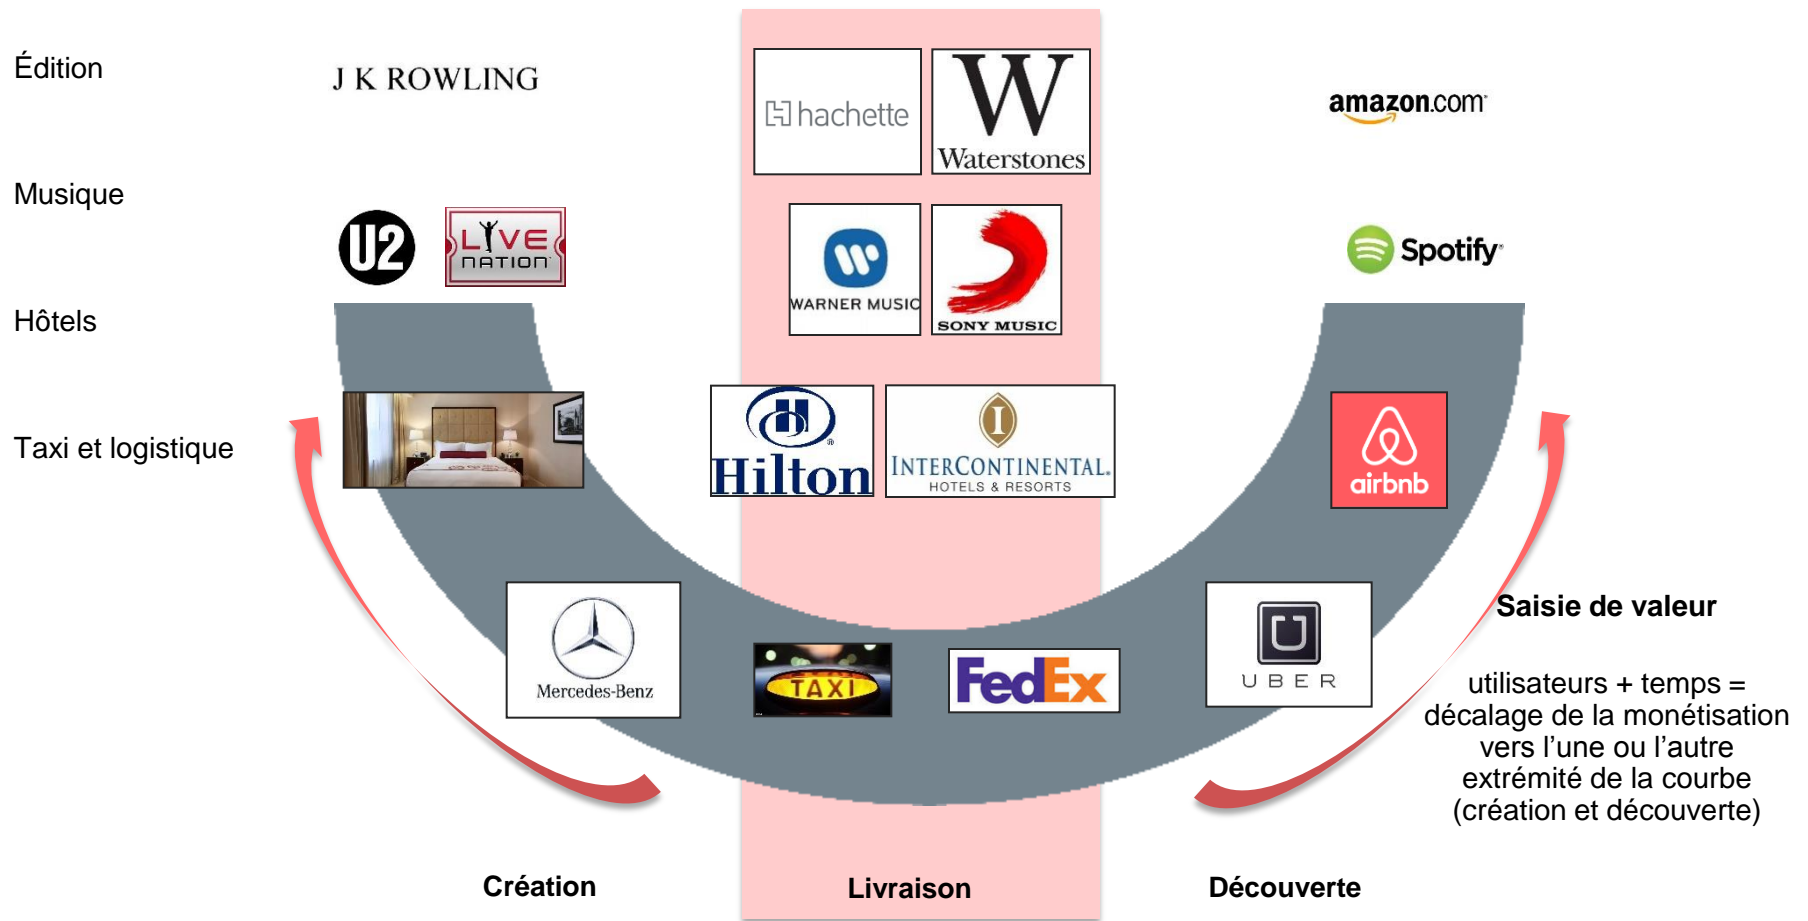 Édition
J K ROWLING
hachette
W
Waterstones
amazon.com
Musique
U2
LIVE
NATION
WARNER MUSIC
SONY MUSIC
Spotify
Hôtels
Taxi et logistique
H
Hilton
I
INTERCONTINENTAL
HOTELS & RESORTS
airbnb
Mercedes-Benz
TAXI
FedEx
U
UBER
Saisie de valeur
utilisateurs + temps =
décalage de la monétisation
vers l’une ou l’autre
extrémité de la courbe
(création et découverte)
Création
Livraison
Découverte